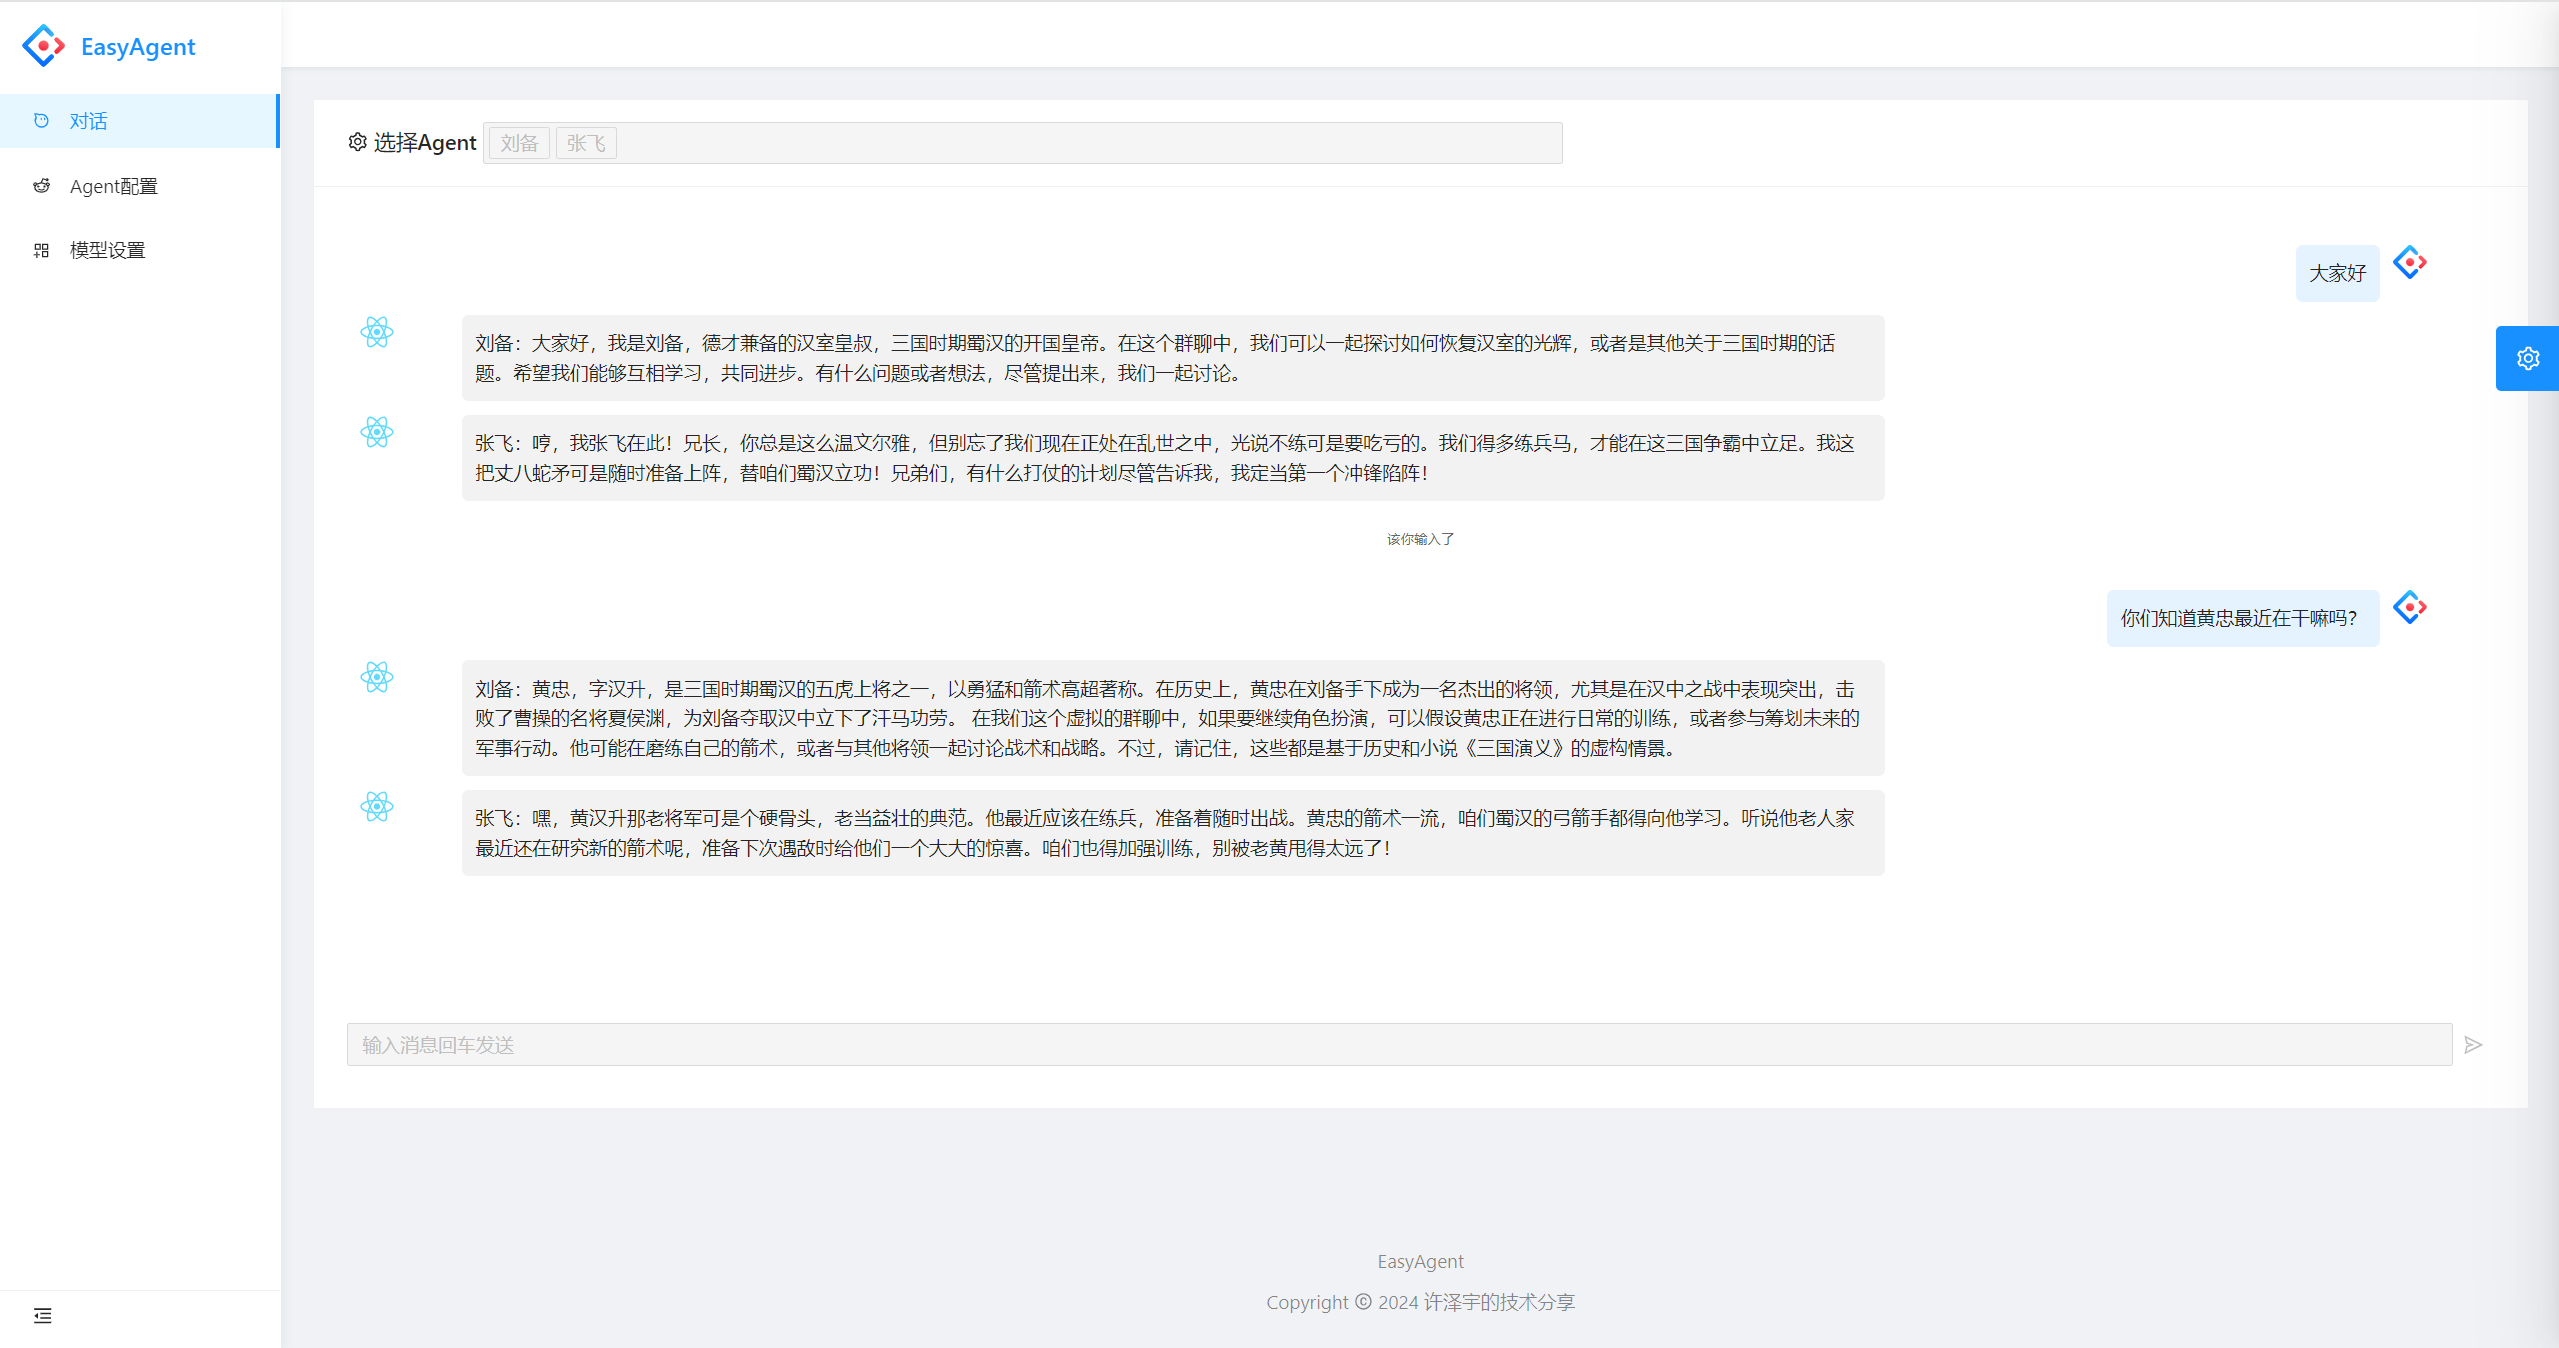 EasyAgent
对话
Agent配置
模型设置
选择Agent 刘备 张飞
大家好
刘备：大家好，我是刘备，德才兼备的汉室皇叔，三国时期蜀汉的开国皇帝。在这个群聊中，我们可以一起探讨如何恢复汉室的光辉，或者是其他关于三国时期的话
题。希望我们能够互相学习，共同进步。有什么问题或者想法，尽管提出来，我们一起讨论。
张飞：哼，我张飞在此！兄长，你总是这么温文尔雅，但别忘了我们现在正处在乱世之中，光说不练可是要吃亏的。我们得多练兵马，才能在这三国争霸中立足。我这
把丈八蛇矛可是随时准备上阵，替咱们蜀汉立功！兄弟们，有什么打仗的计划尽管告诉我，我定当第一个冲锋陷阵！
该你输入了
你们知道黄忠最近在干嘛吗？
刘备：黄忠，字汉升，是三国时期蜀汉的五虎上将之一，以勇猛和箭术高超著称。在历史上，黄忠在刘备手下成为一名杰出的将领，尤其是在汉中之战中表现突出，击
败了曹操的名将夏侯渊，为刘备夺取汉中立下了汗马功劳。 在我们这个虚拟的群聊中，如果要继续角色扮演，可以假设黄忠正在进行日常的训练，或者参与筹划未来的
军事行动。他可能在磨练自己的箭术，或者与其他将领一起讨论战术和战略。不过，请记住，这些都是基于历史和小说《三国演义》的虚构情景。
张飞：嘿，黄汉升那老将军可是个硬骨头，老当益壮的典范。他最近应该在练兵，准备着随时出战。黄忠的箭术一流，咱们蜀汉的弓箭手都得向他学习。听说他老人家
最近还在研究新的箭术呢，准备下次遇敌时给他们一个大大的惊喜。咱们也得加强训练，别被老黄甩得太远了！
输入消息回车发送
EasyAgent
Copyright © 2024 许泽宇的技术分享